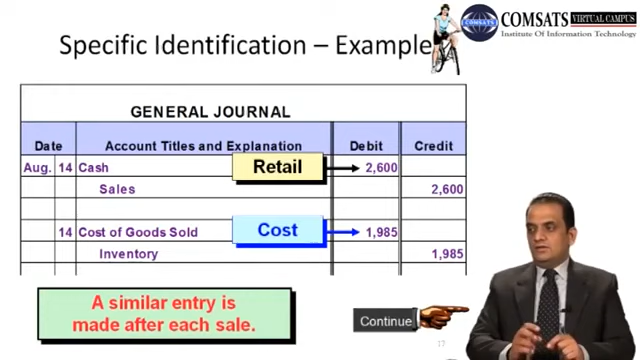 COMSATS VIRTUAL CAMPUS
Institute Of Information Technology
Specific Identification – Example
GENERAL JOURNAL
Date Account Titles and Explanation Debit Credit
Aug. 14 Cash Retail 2,600
Sales 2,600
14 Cost of Goods Sold Cost 1,985
Inventory 1,985
A similar entry is
made after each sale.
Continue
17